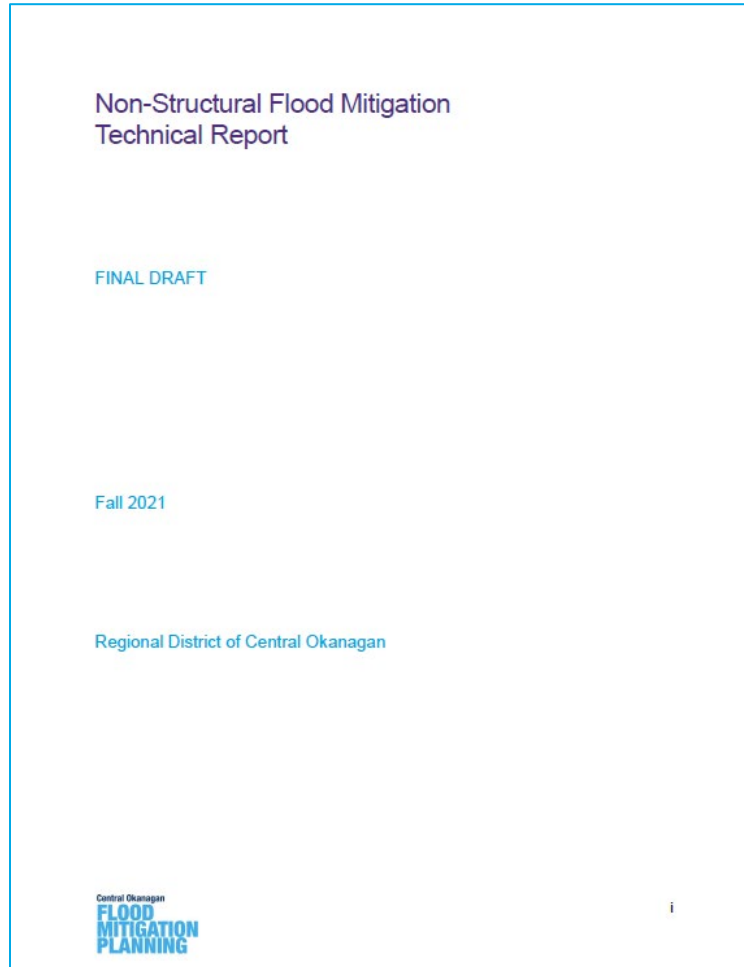 Non-Structural Flood Mitigation
Technical Report
FINAL DRAFT
Fall 2021
Regional District of Central Okanagan
Central Okanagan
FLOOD
MITIGATION
PLANNING
i